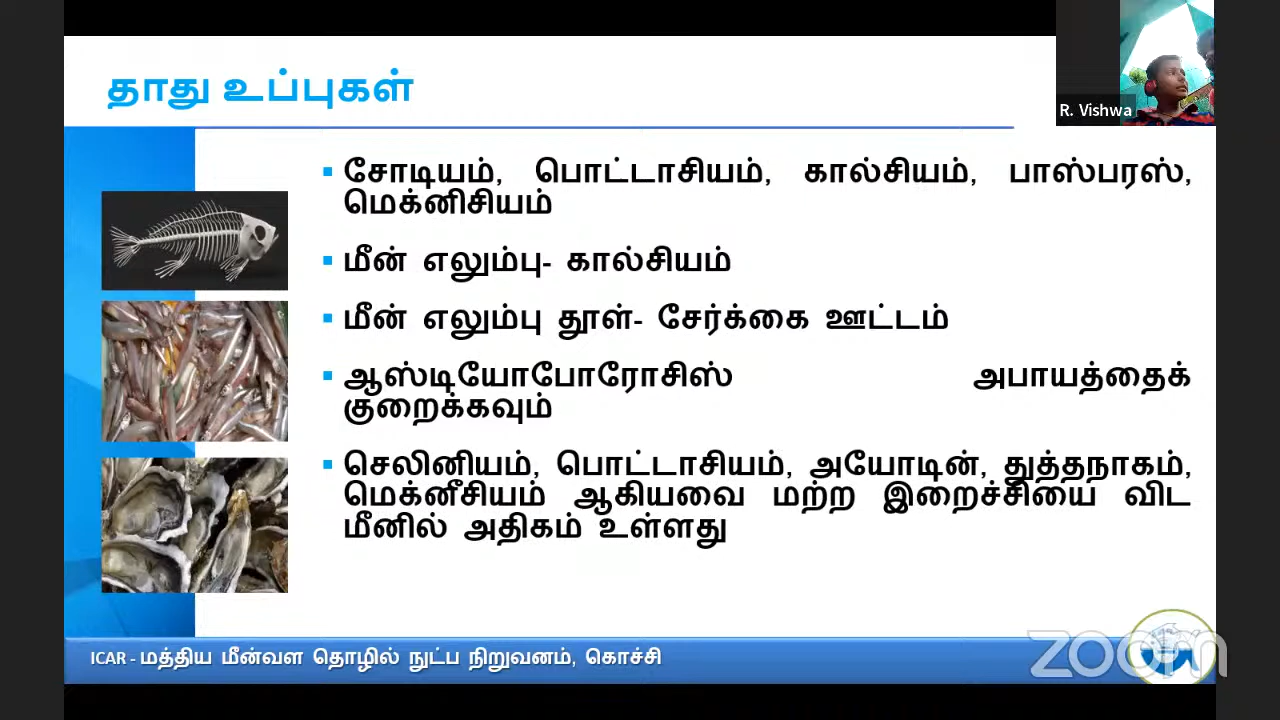 தாது உப்புகள்
R. Vishwa
சோடியம், பொட்டாசியம், கால்சியம், பாஸ்பரஸ்,
மெக்னிசியம்
மீன் எலும்பு- கால்சியம்
மீன் எலும்பு தூள்- சேர்க்கை ஊட்டம்
ஆஸ்டியோபோரோசிஸ் அபாயத்தைக்
குறைக்கவும்
செலினியம், பொட்டாசியம், அயோடின், துத்தநாகம்,
மெக்னீசியம் ஆகியவை மற்ற இறைச்சியை விட
மீனில் அதிகம் உள்ளது
ICAR - மத்திய மீன்வள தொழில் நுட்ப நிறுவனம், கொச்சி
zoom